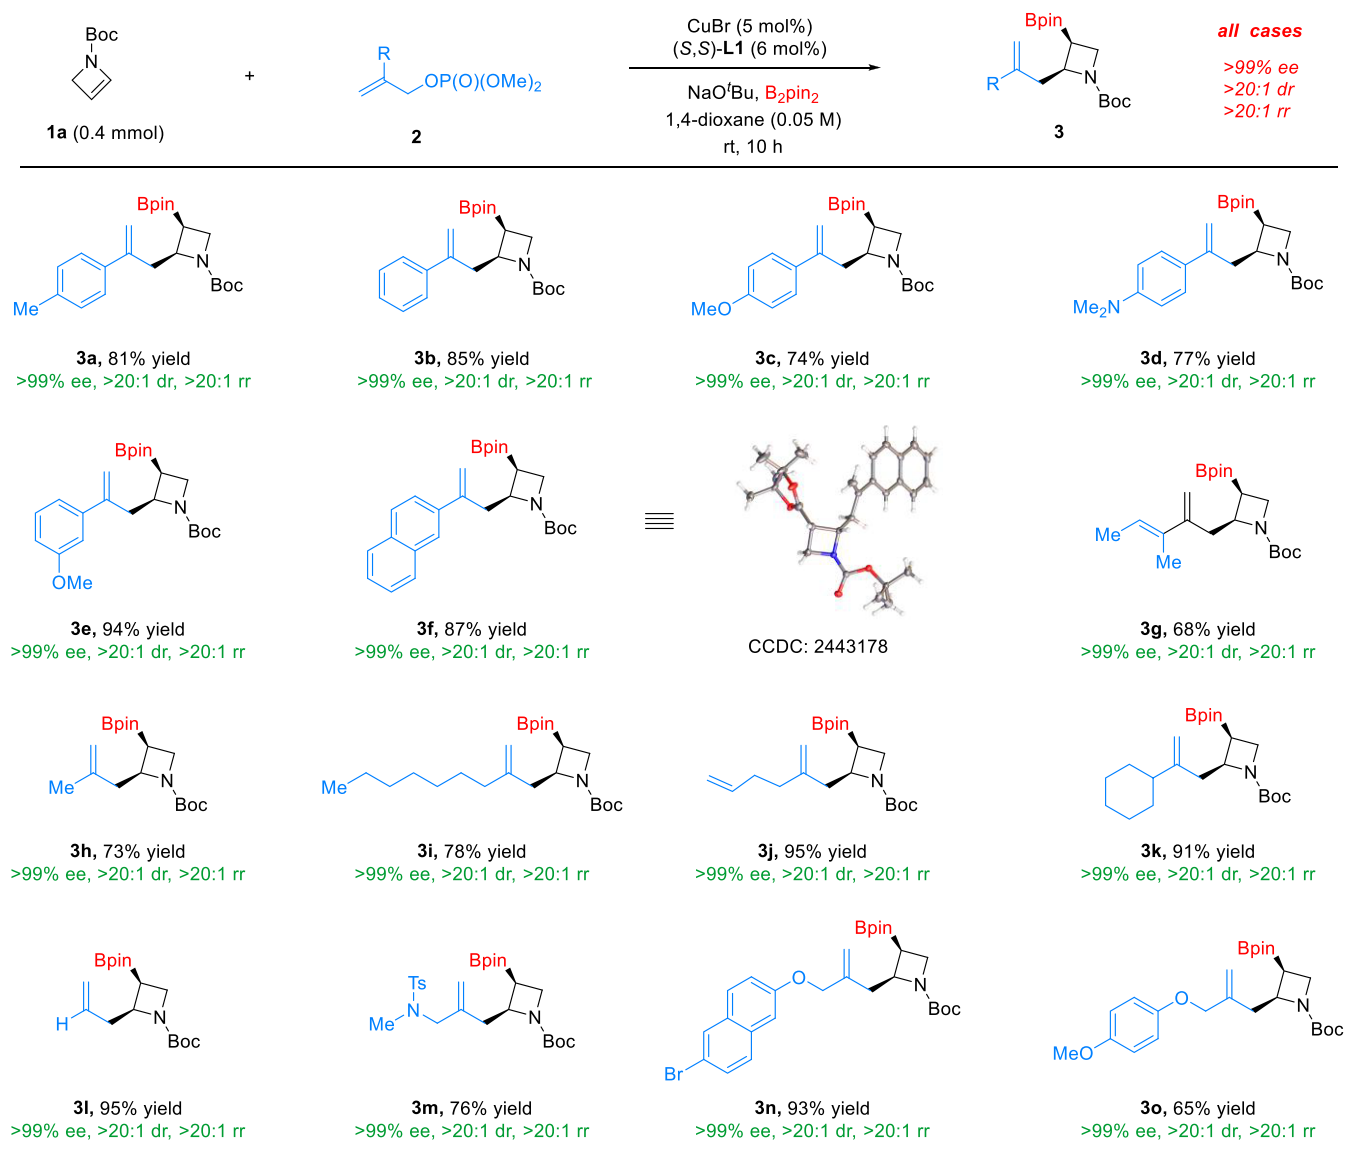 Boc
N
1a (0.4 mmol)
+
R
OP(O)(OMe)2
2
CuBr (5 mol%)
(S,S)-L1 (6 mol%)
NaOtBu, B2pin2
1,4-dioxane (0.05 M)
rt, 10 h
Bpin
R
N
Boc
3
all cases
>99% ee
>20:1 dr
>20:1 rr
Bpin
N
Boc
Me
3a, 81% yield
>99% ee, >20:1 dr, >20:1 rr
Bpin
N
Boc
3b, 85% yield
>99% ee, >20:1 dr, >20:1 rr
Bpin
N
Boc
MeO
3c, 74% yield
>99% ee, >20:1 dr, >20:1 rr
Bpin
N
Boc
Me2N
3d, 77% yield
>99% ee, >20:1 dr, >20:1 rr
Bpin
N
Boc
OMe
3e, 94% yield
>99% ee, >20:1 dr, >20:1 rr
Bpin
N
Boc
3f, 87% yield
>99% ee, >20:1 dr, >20:1 rr
CCDC: 2443178
Bpin
Me
Me
N
Boc
3g, 68% yield
>99% ee, >20:1 dr, >20:1 rr
Bpin
Me
N
Boc
3h, 73% yield
>99% ee, >20:1 dr, >20:1 rr
Bpin
Me
N
Boc
3i, 78% yield
>99% ee, >20:1 dr, >20:1 rr
Bpin
N
Boc
3j, 95% yield
>99% ee, >20:1 dr, >20:1 rr
Bpin
N
Boc
3k, 91% yield
>99% ee, >20:1 dr, >20:1 rr
Bpin
H
N
Boc
3l, 95% yield
>99% ee, >20:1 dr, >20:1 rr
Bpin
Ts
N
Me
N
Boc
3m, 76% yield
>99% ee, >20:1 dr, >20:1 rr
Bpin
O
N
Boc
Br
3n, 93% yield
>99% ee, >20:1 dr, >20:1 rr
Bpin
O
N
Boc
MeO
3o, 65% yield
>99% ee, >20:1 dr, >20:1 rr